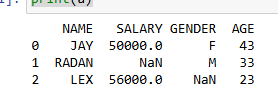 print(a)
NAME SALARY GENDER AGE
0 JAY 50000.0 F 43
1 RADAN NaN M 33
2 LEX 56000.0 NaN 23